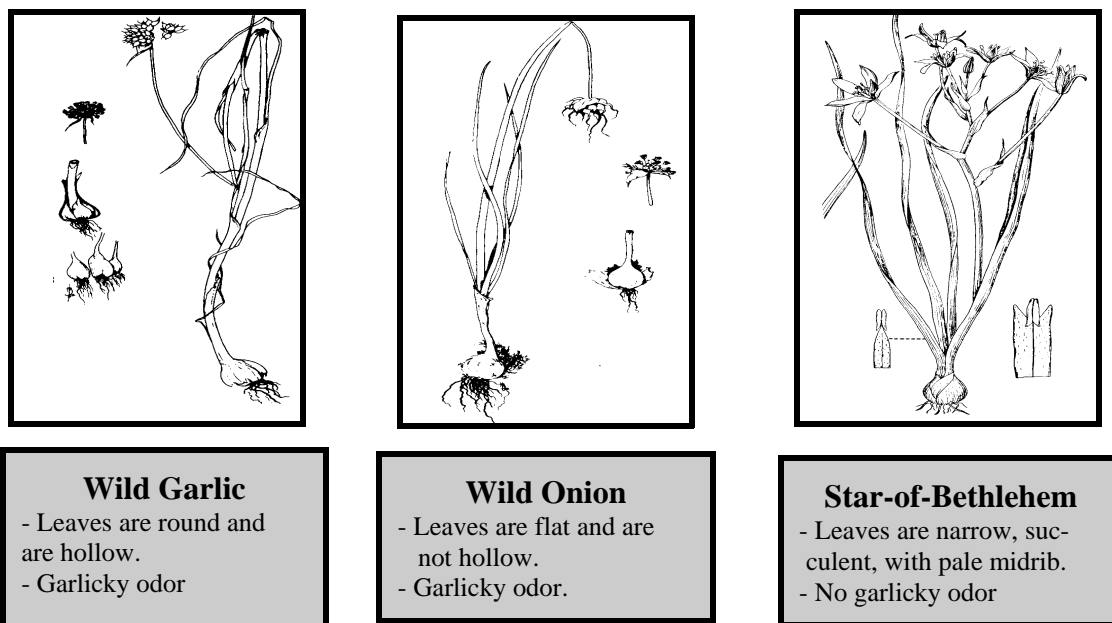 Wild Garlic
- Leaves are round and
are hollow.
- Garlicky odor
Wild Onion
- Leaves are flat and are
not hollow.
- Garlicky odor.
Star-of-Bethlehem
- Leaves are narrow, suc-
culent, with pale midrib.
- No garlicky odor